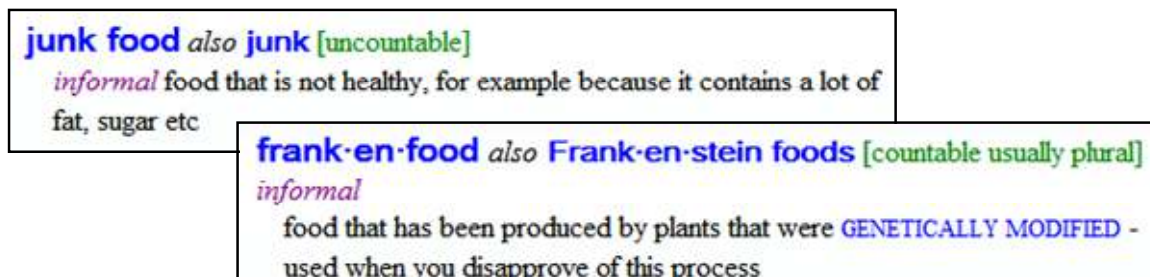 junk food also junk [uncountable]
informal food that is not healthy, for example because it contains a lot of
fat, sugar etc
frank·en·food also Frank·en·stein foods [countable usually plural]
informal
food that has been produced by plants that were GENETICALLY MODIFIED -
used when you disapprove of this process